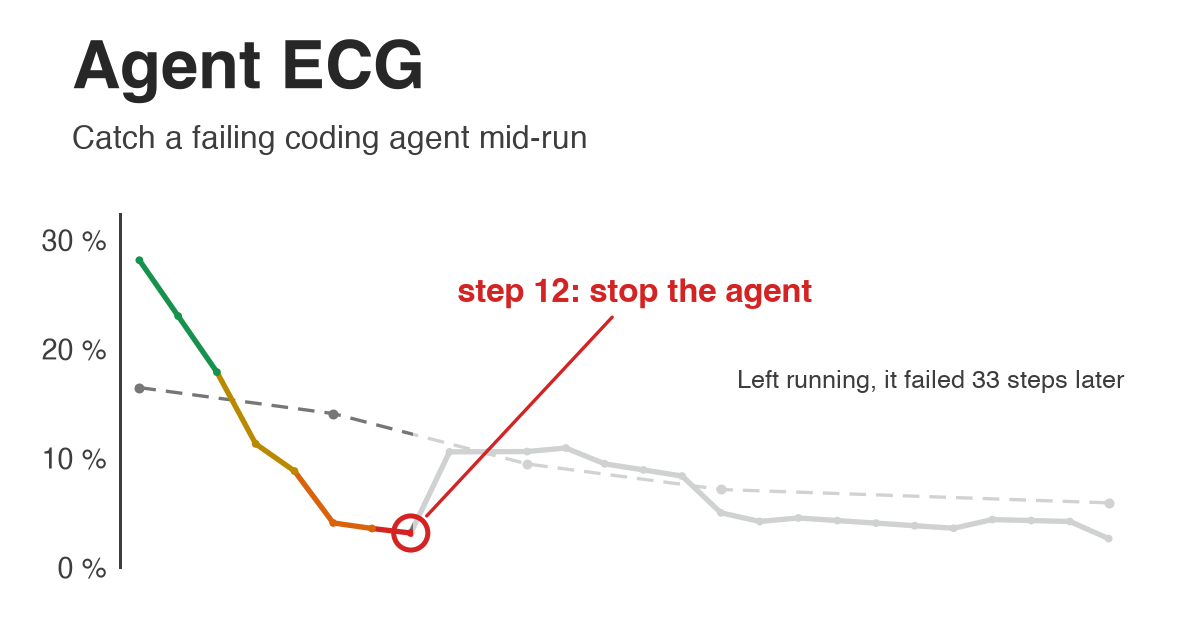 Agent ECG
Catch a failing coding agent mid-run
30 %
step 12: stop the agent
20 %
Left running, it failed 33 steps later
10 %
0 %